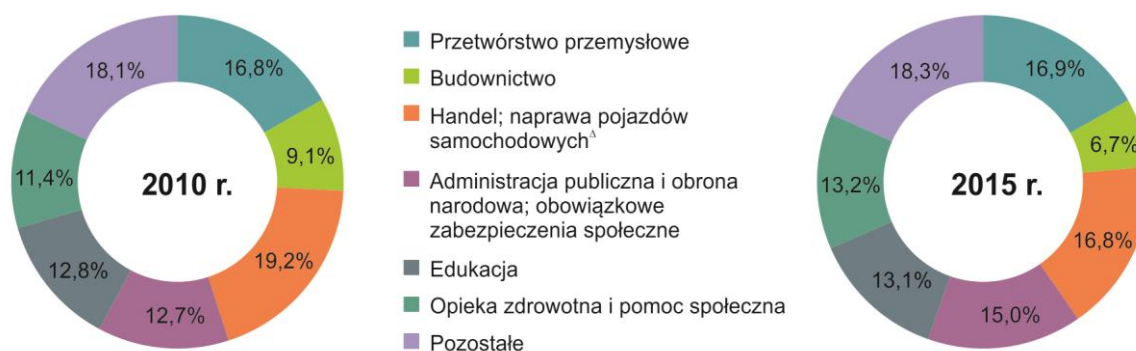 18,1%
16,8%
9,1%
11,4%
2010 r.
12,8%
19,2%
12,7%
Przetwórstwo przemysłowe
Budownictwo
Handel; naprawa pojazdów
samochodowych^Δ
Administracja publiczna i obrona
narodowa; obowiązkowe
zabezpieczenia społeczne
Edukacja
Opieka zdrowotna i pomoc społeczna
Pozostałe
18,3%
16,9%
6,7%
13,2%
2015 r.
16,8%
13,1%
15,0%